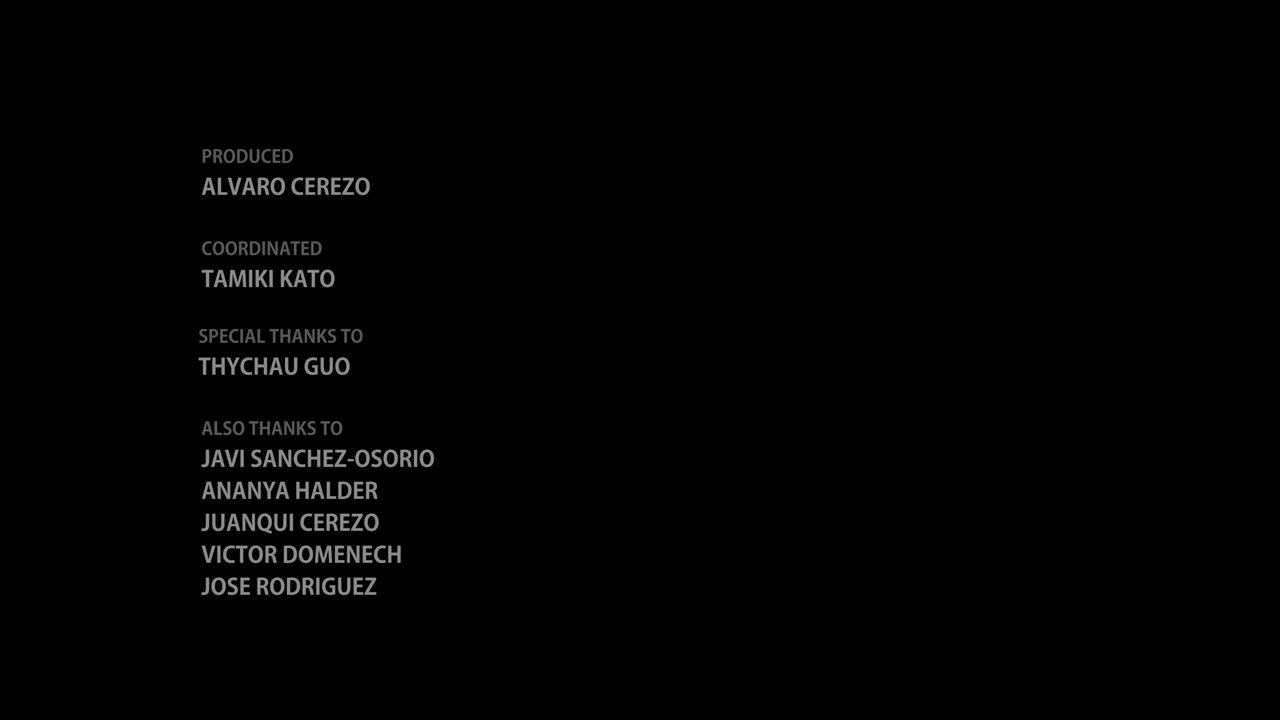 PRODUCED
ALVARO CEREZO
COORDINATED
TAMIKI KATO
SPECIAL THANKS TO
THYCHAU GUO
ALSO THANKS TO
JAVI SANCHEZ-OSORIO
ANANYA HALDER
JUANQUI CEREZO
VICTOR DOMENECH
JOSE RODRIGUEZ